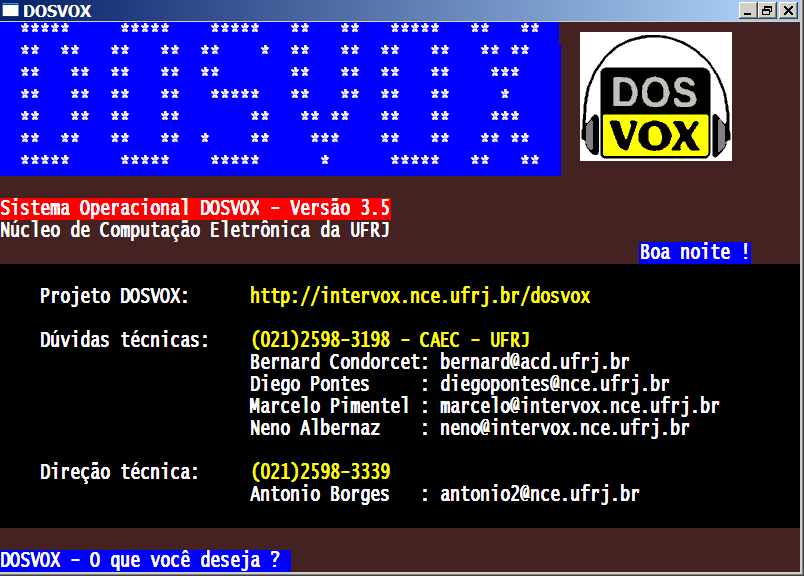 DOSVOX
DOSVOX
DOS
VOX
Sistema Operacional DOSVOX - Versão 3.5
Núcleo de Computação Eletrônica da UFRJ
Boa noite !
Projeto DOSVOX: http://intervox.nce.ufrj.br/dosvox
Dúvidas técnicas: (021)2598-3198 - CAEC - UFRJ
Bernard Condorcet: bernard@acd.ufrj.br
Diego Pontes : diegopontes@nce.ufrj.br
Marcelo Pimentel : marcelo@intervox.nce.ufrj.br
Neno Albernaz : neno@intervox.nce.ufrj.br
Direção técnica: (021)2598-3339
Antonio Borges : antonio2@nce.ufrj.br
DOSVOX - O que você deseja ?